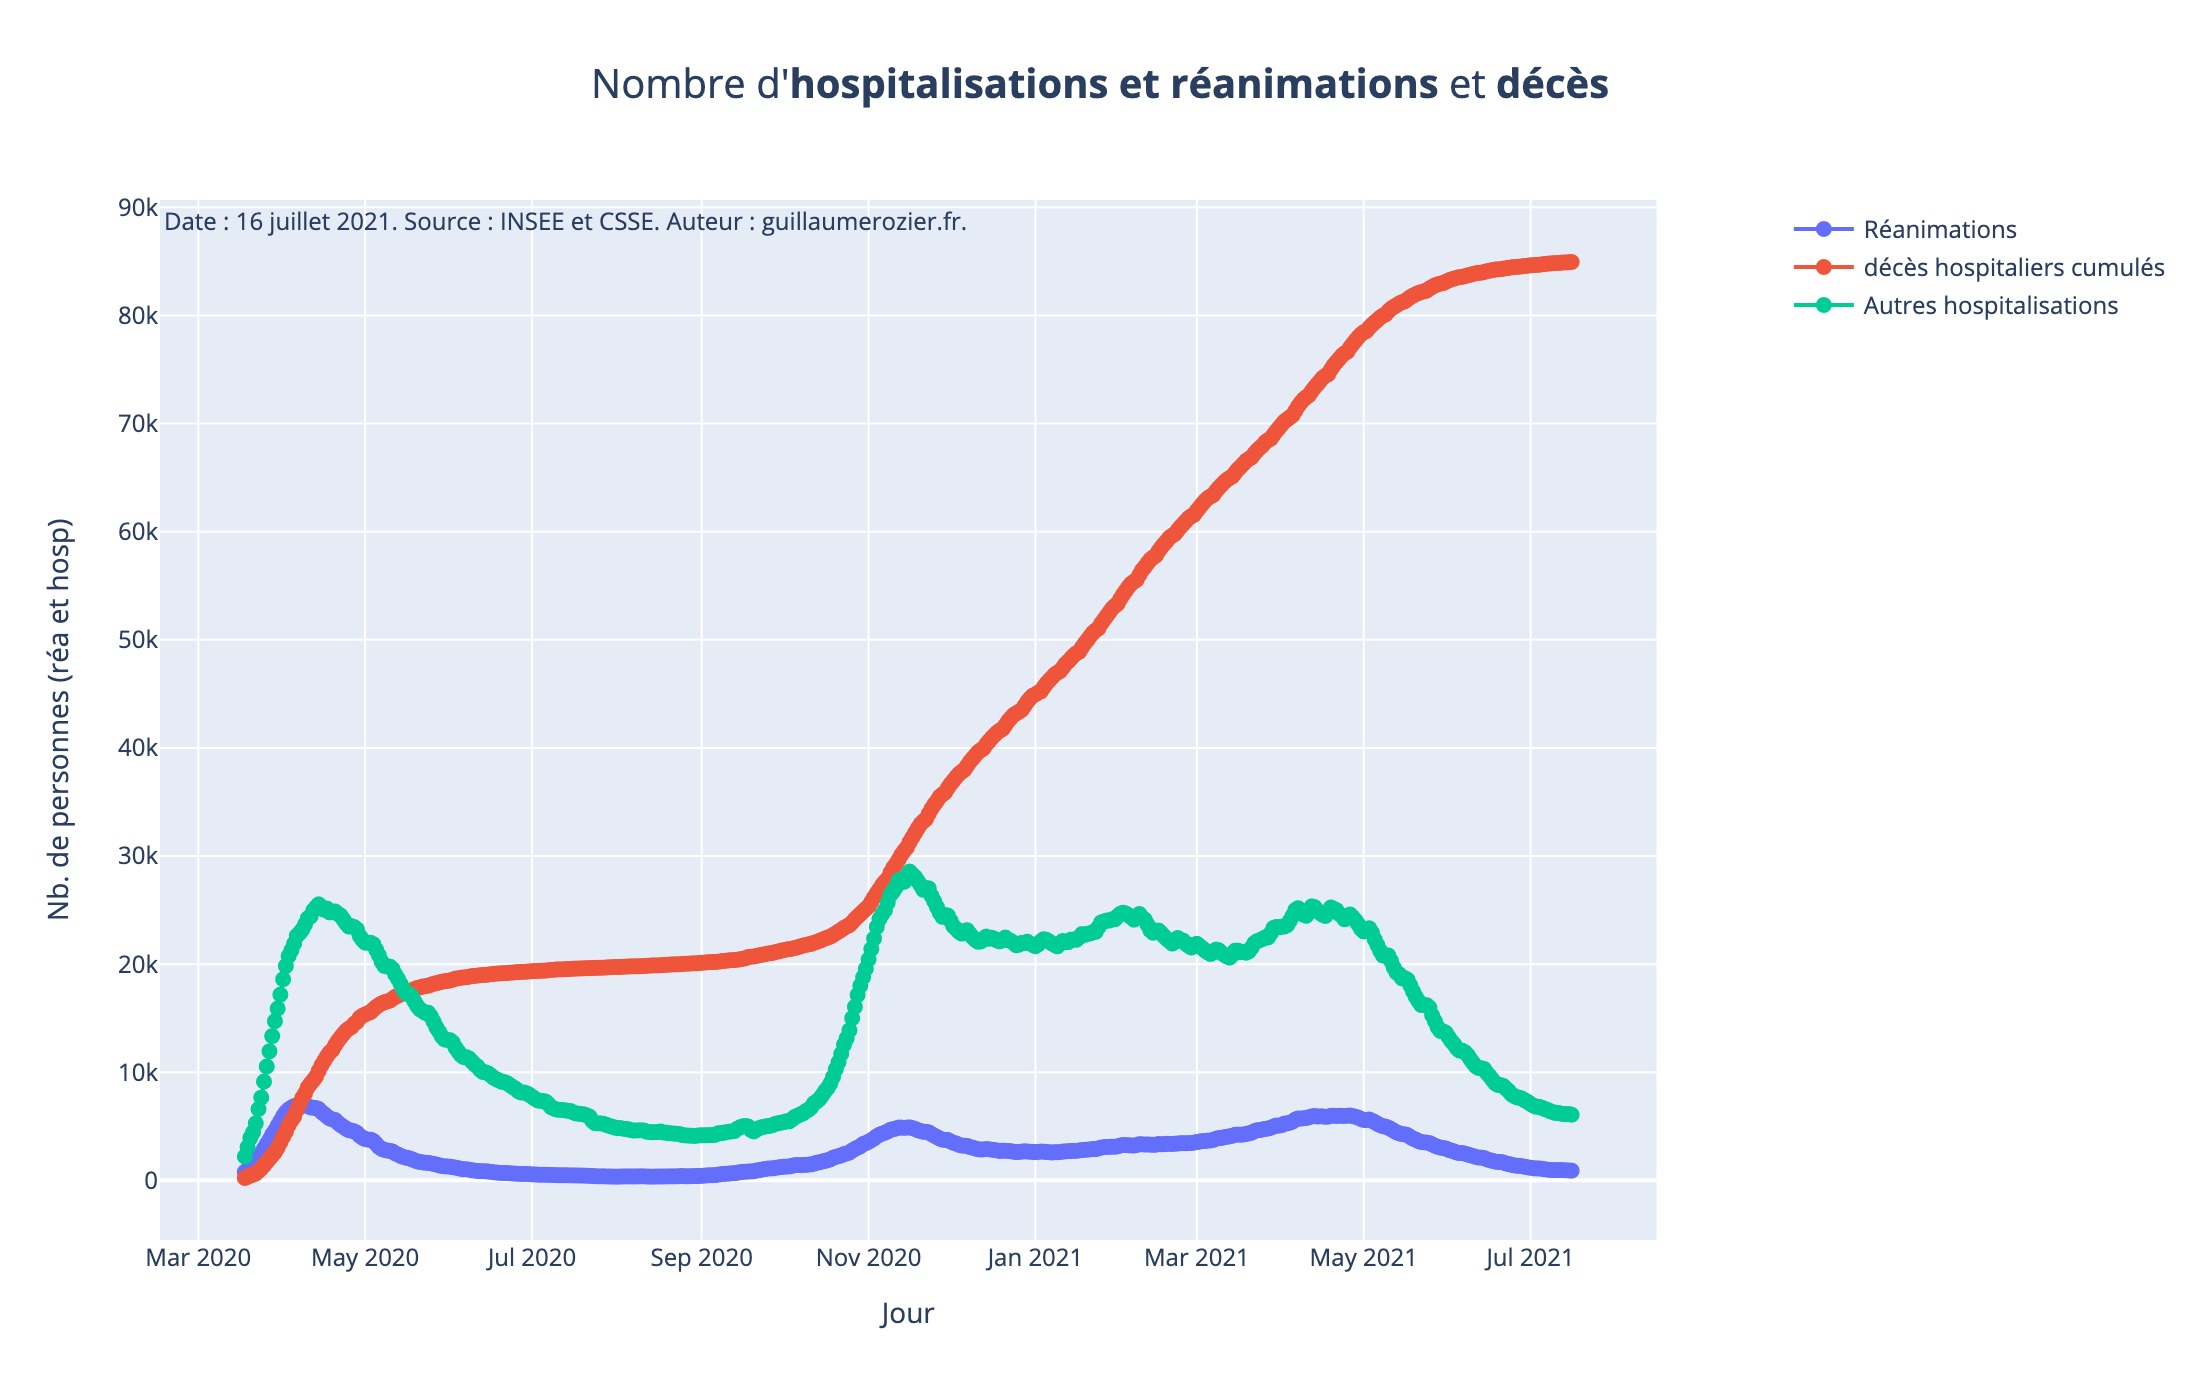 Nombre d'hospitalisations et réanimations et décès
90k
Date : 16 juillet 2021. Source : INSEE et CSSE. Auteur : guillaumerozier.fr.
80k
70k
60k
50k
40k
30k
20k
10k
0
Nb. de personnes (réa et hosp)
Mar 2020
May 2020
Jul 2020
Sep 2020
Nov 2020
Jan 2021
Mar 2021
May 2021
Jul 2021
Jour
Réanimations
décès hospitaliers cumulés
Autres hospitalisations